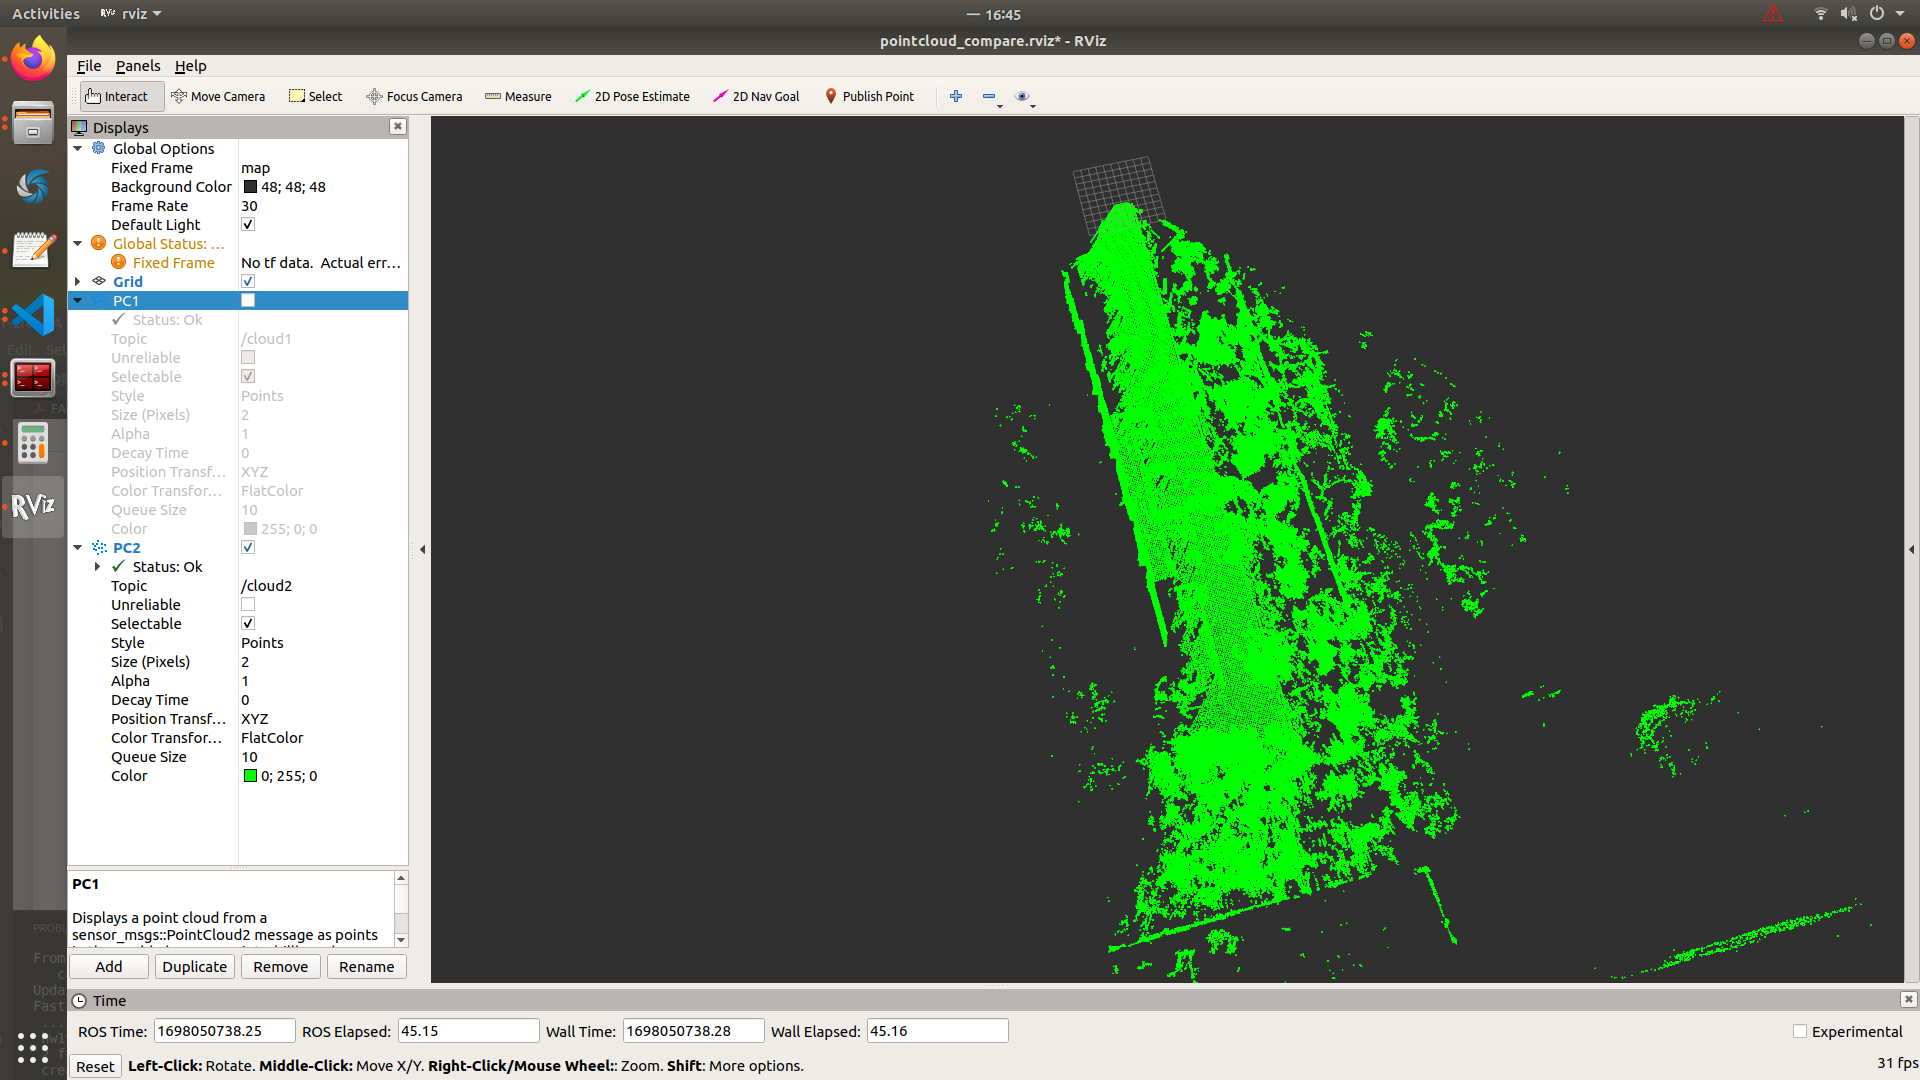 Activities rviz 16:45
pointcloud_compare.rviz* - RViz
File Panels Help
Interact Move Camera Select Focus Camera Measure 2D Pose Estimate 2D Nav Goal Publish Point
Displays
Global Options
Fixed Frame map
Background Color 48; 48; 48
Frame Rate 30
Default Light
Global Status: ...
Fixed Frame No tf data. Actual err...
Grid
PC1
Status: Ok
Topic /cloud1
Unreliable
Selectable
Style Points
Size (Pixels) 2
Alpha 1
Decay Time 0
Position Transf... XYZ
Color Transfor... FlatColor
Queue Size 10
Color 255; 0; 0
PC2
Status: Ok
Topic /cloud2
Unreliable
Selectable
Style Points
Size (Pixels) 2
Alpha 1
Decay Time 0
Position Transf... XYZ
Color Transfor... FlatColor
Queue Size 10
Color 0; 255; 0
RViz
PC1
Displays a point cloud from a
sensor_msgs::PointCloud2 message as points
Add Duplicate Remove Rename
Time
ROS Time: 1698050738.25 ROS Elapsed: 45.15 Wall Time: 1698050738.28 Wall Elapsed: 45.16 Experimental
Reset Left-Click: Rotate. Middle-Click: Move X/Y. Right-Click/Mouse Wheel:: Zoom. Shift: More options. 31 fps